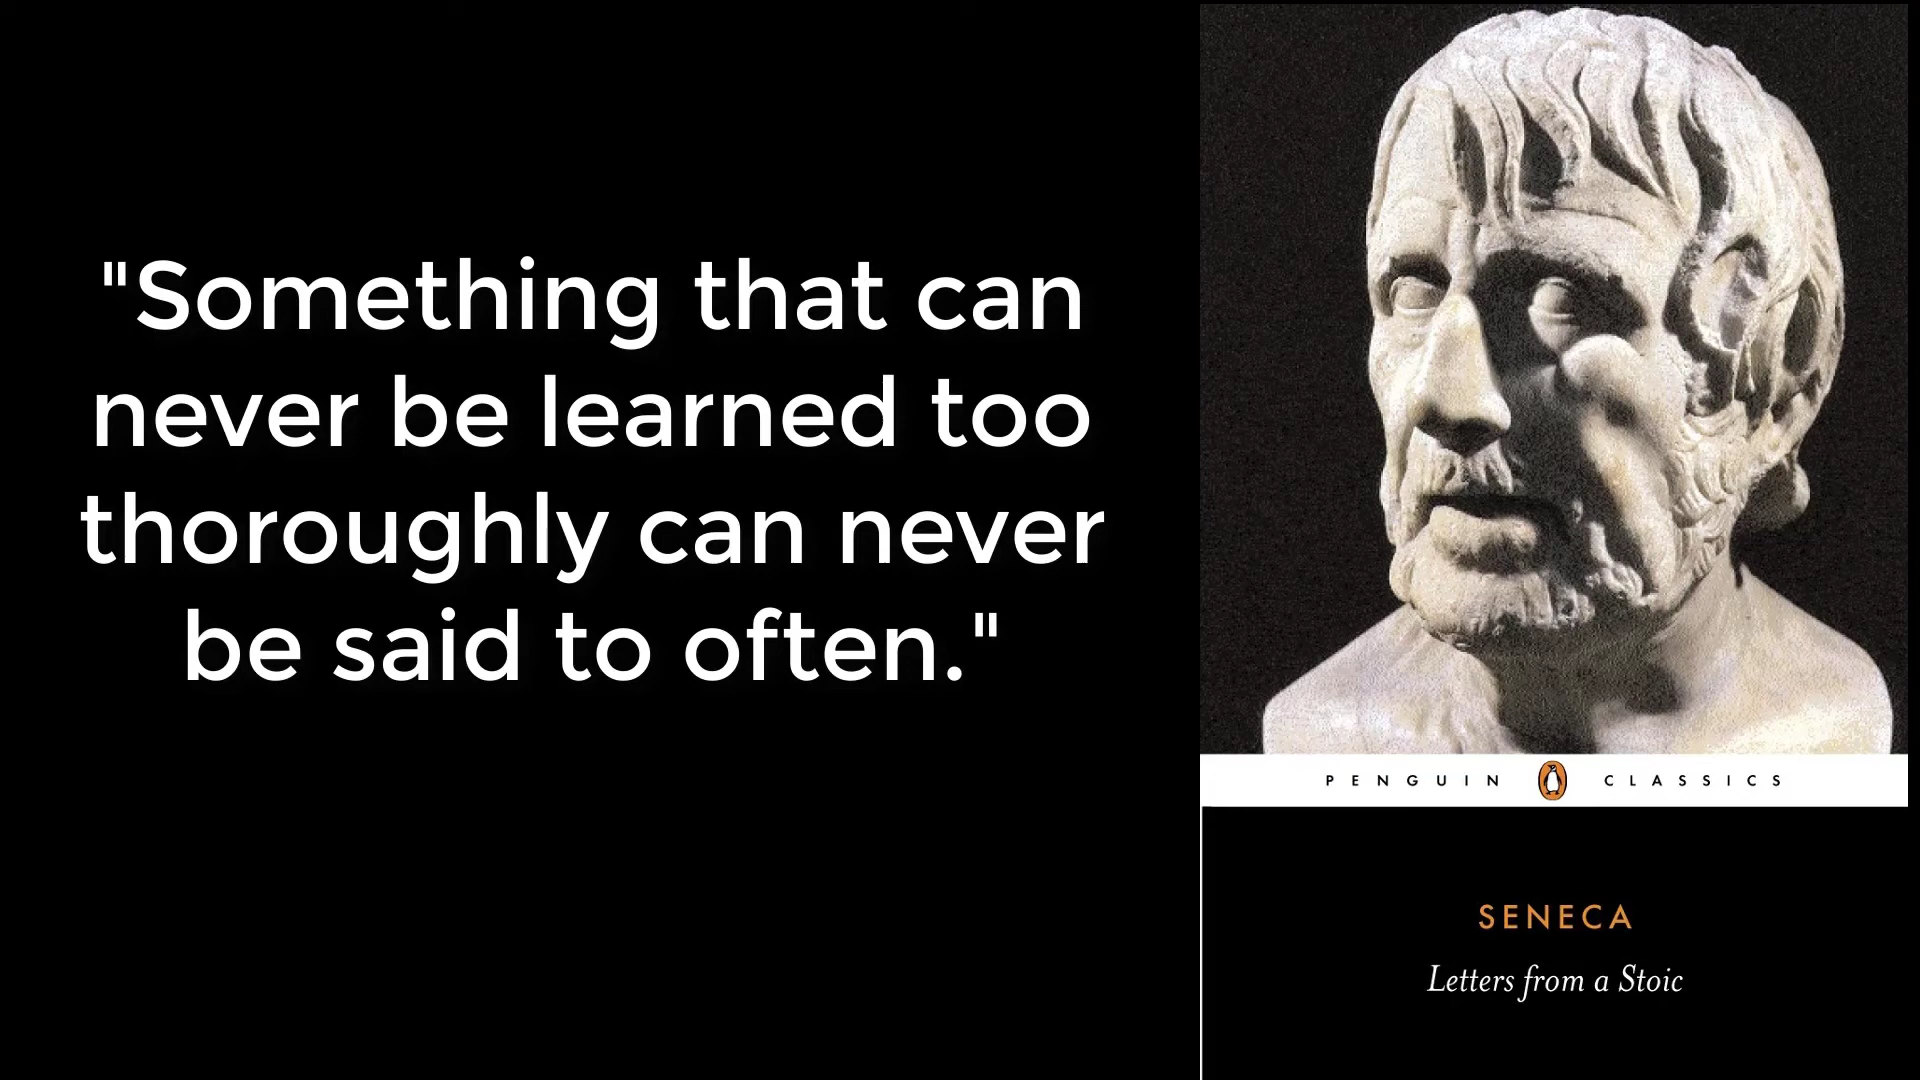 "Something that can
never be learned too
thoroughly can never
be said to often."
PENGUIN CLASSICS
SENECA
Letters from a Stoic